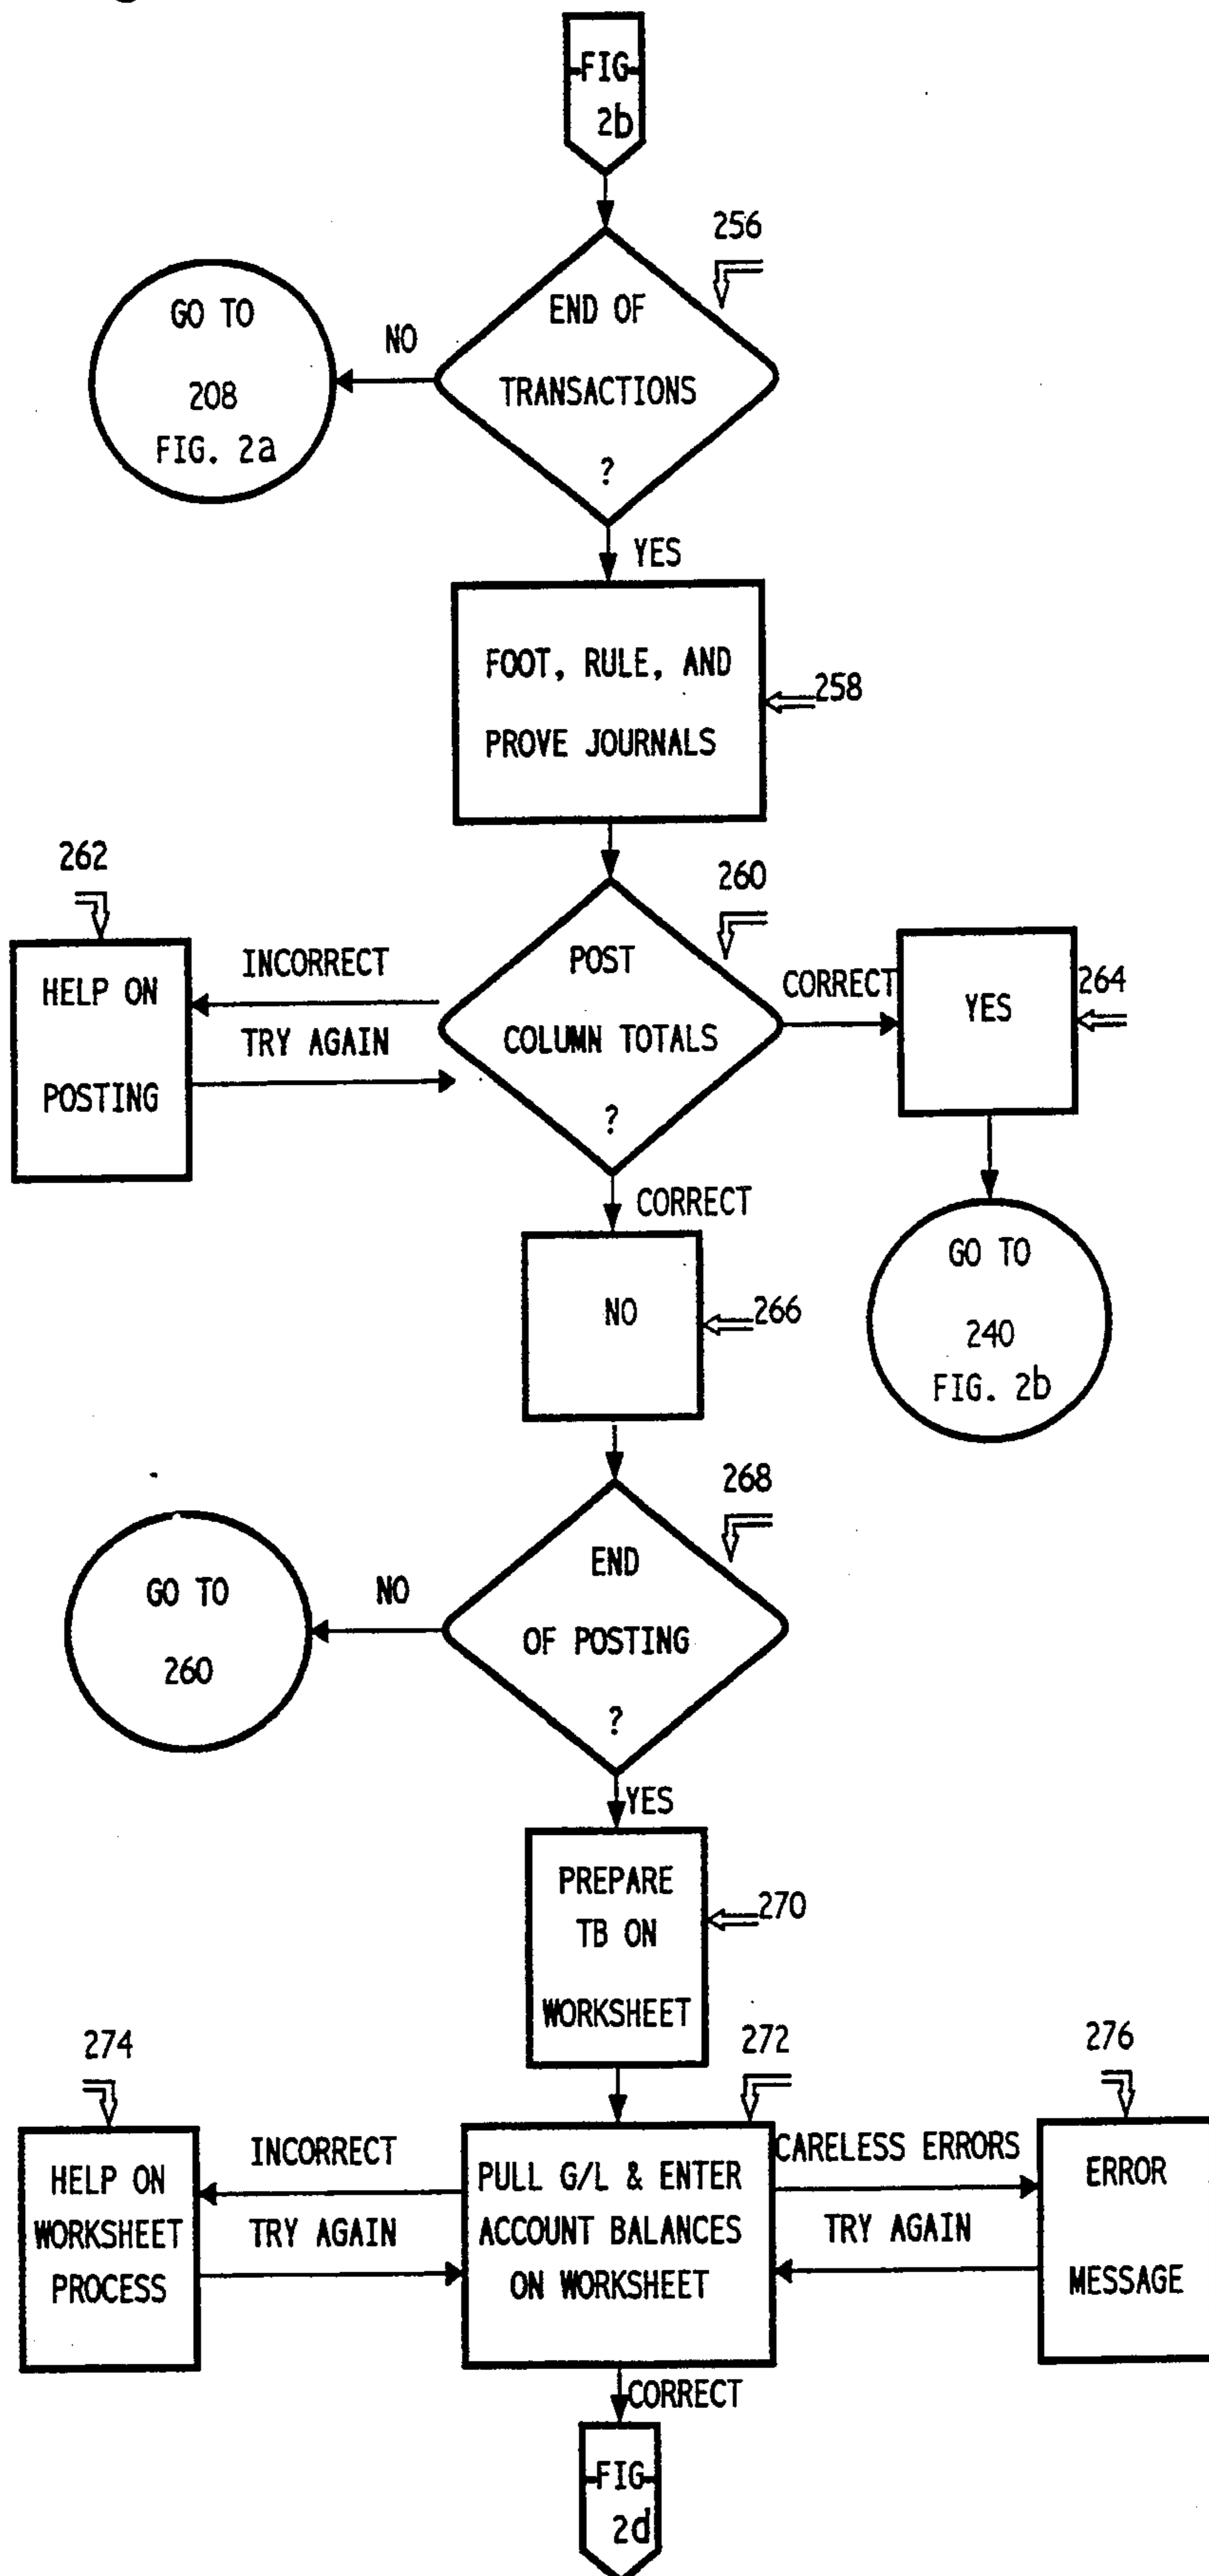 FIG
2b
256
END OF
TRANSACTIONS
?
NO
GO TO
208
FIG. 2a
YES
FOOT, RULE, AND
PROVE JOURNALS
258
262
HELP ON
POSTING
INCORRECT
TRY AGAIN
260
POST
COLUMN TOTALS
?
CORRECT
YES
264
GO TO
240
FIG. 2b
CORRECT
NO
266
268
END
OF POSTING
?
NO
GO TO
260
YES
PREPARE
TB ON
WORKSHEET
270
274
HELP ON
WORKSHEET
PROCESS
INCORRECT
TRY AGAIN
272
PULL G/L & ENTER
ACCOUNT BALANCES
ON WORKSHEET
CARELESS ERRORS
TRY AGAIN
276
ERROR
MESSAGE
CORRECT
FIG
2d